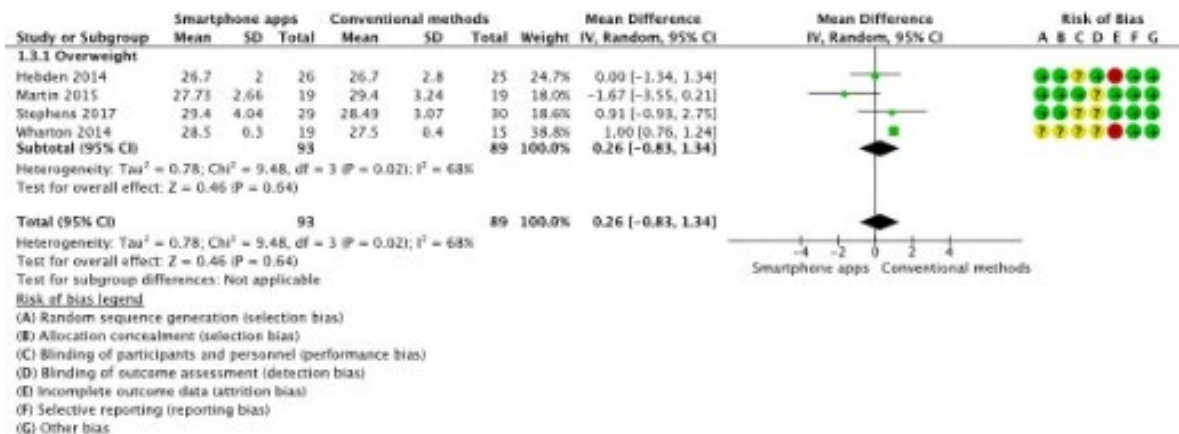 Smartphone apps Conventional methods Mean Difference Mean Difference Risk of Bias
Study or Subgroup Mean SD Total Mean SD Total Weight IV, Random, 95% CI IV, Random, 95% CI A B C D E F G
1.3.1 Overweight
Hebden 2014 26.7 2 26 26.7 2.8 25 24.7% 0.00 [-1.34, 1.34] + + ? + + +
Martin 2015 27.73 2.66 19 29.4 3.24 19 18.0% -1.67 [-3.55, 0.21] + + + ? + + +
Stephens 2017 29.4 4.04 29 28.49 3.07 30 18.6% 0.91 [-0.93, 2.75] + + ? ? + + +
Wharton 2014 28.5 0.3 19 27.5 0.4 15 38.8% 1.00 [0.76, 1.24] ? ? ? ? + +
Subtotal (95% CI) 93 89 100.0% 0.26 [-0.83, 1.34]
Heterogeneity: Tau² = 0.78; Chi² = 9.48, df = 3 (P = 0.02); I² = 68%
Test for overall effect: Z = 0.46 (P = 0.64)
Total (95% CI) 93 89 100.0% 0.26 [-0.83, 1.34]
Heterogeneity: Tau² = 0.78; Chi² = 9.48, df = 3 (P = 0.02); I² = 68%
-4 -2 0 2 4
Test for overall effect: Z = 0.46 (P = 0.64)
Smartphone apps Conventional methods
Test for subgroup differences: Not applicable
Risk of bias legend
(A) Random sequence generation (selection bias)
(B) Allocation concealment (selection bias)
(C) Blinding of participants and personnel (performance bias)
(D) Blinding of outcome assessment (detection bias)
(E) Incomplete outcome data (attrition bias)
(F) Selective reporting (reporting bias)
(G) Other bias